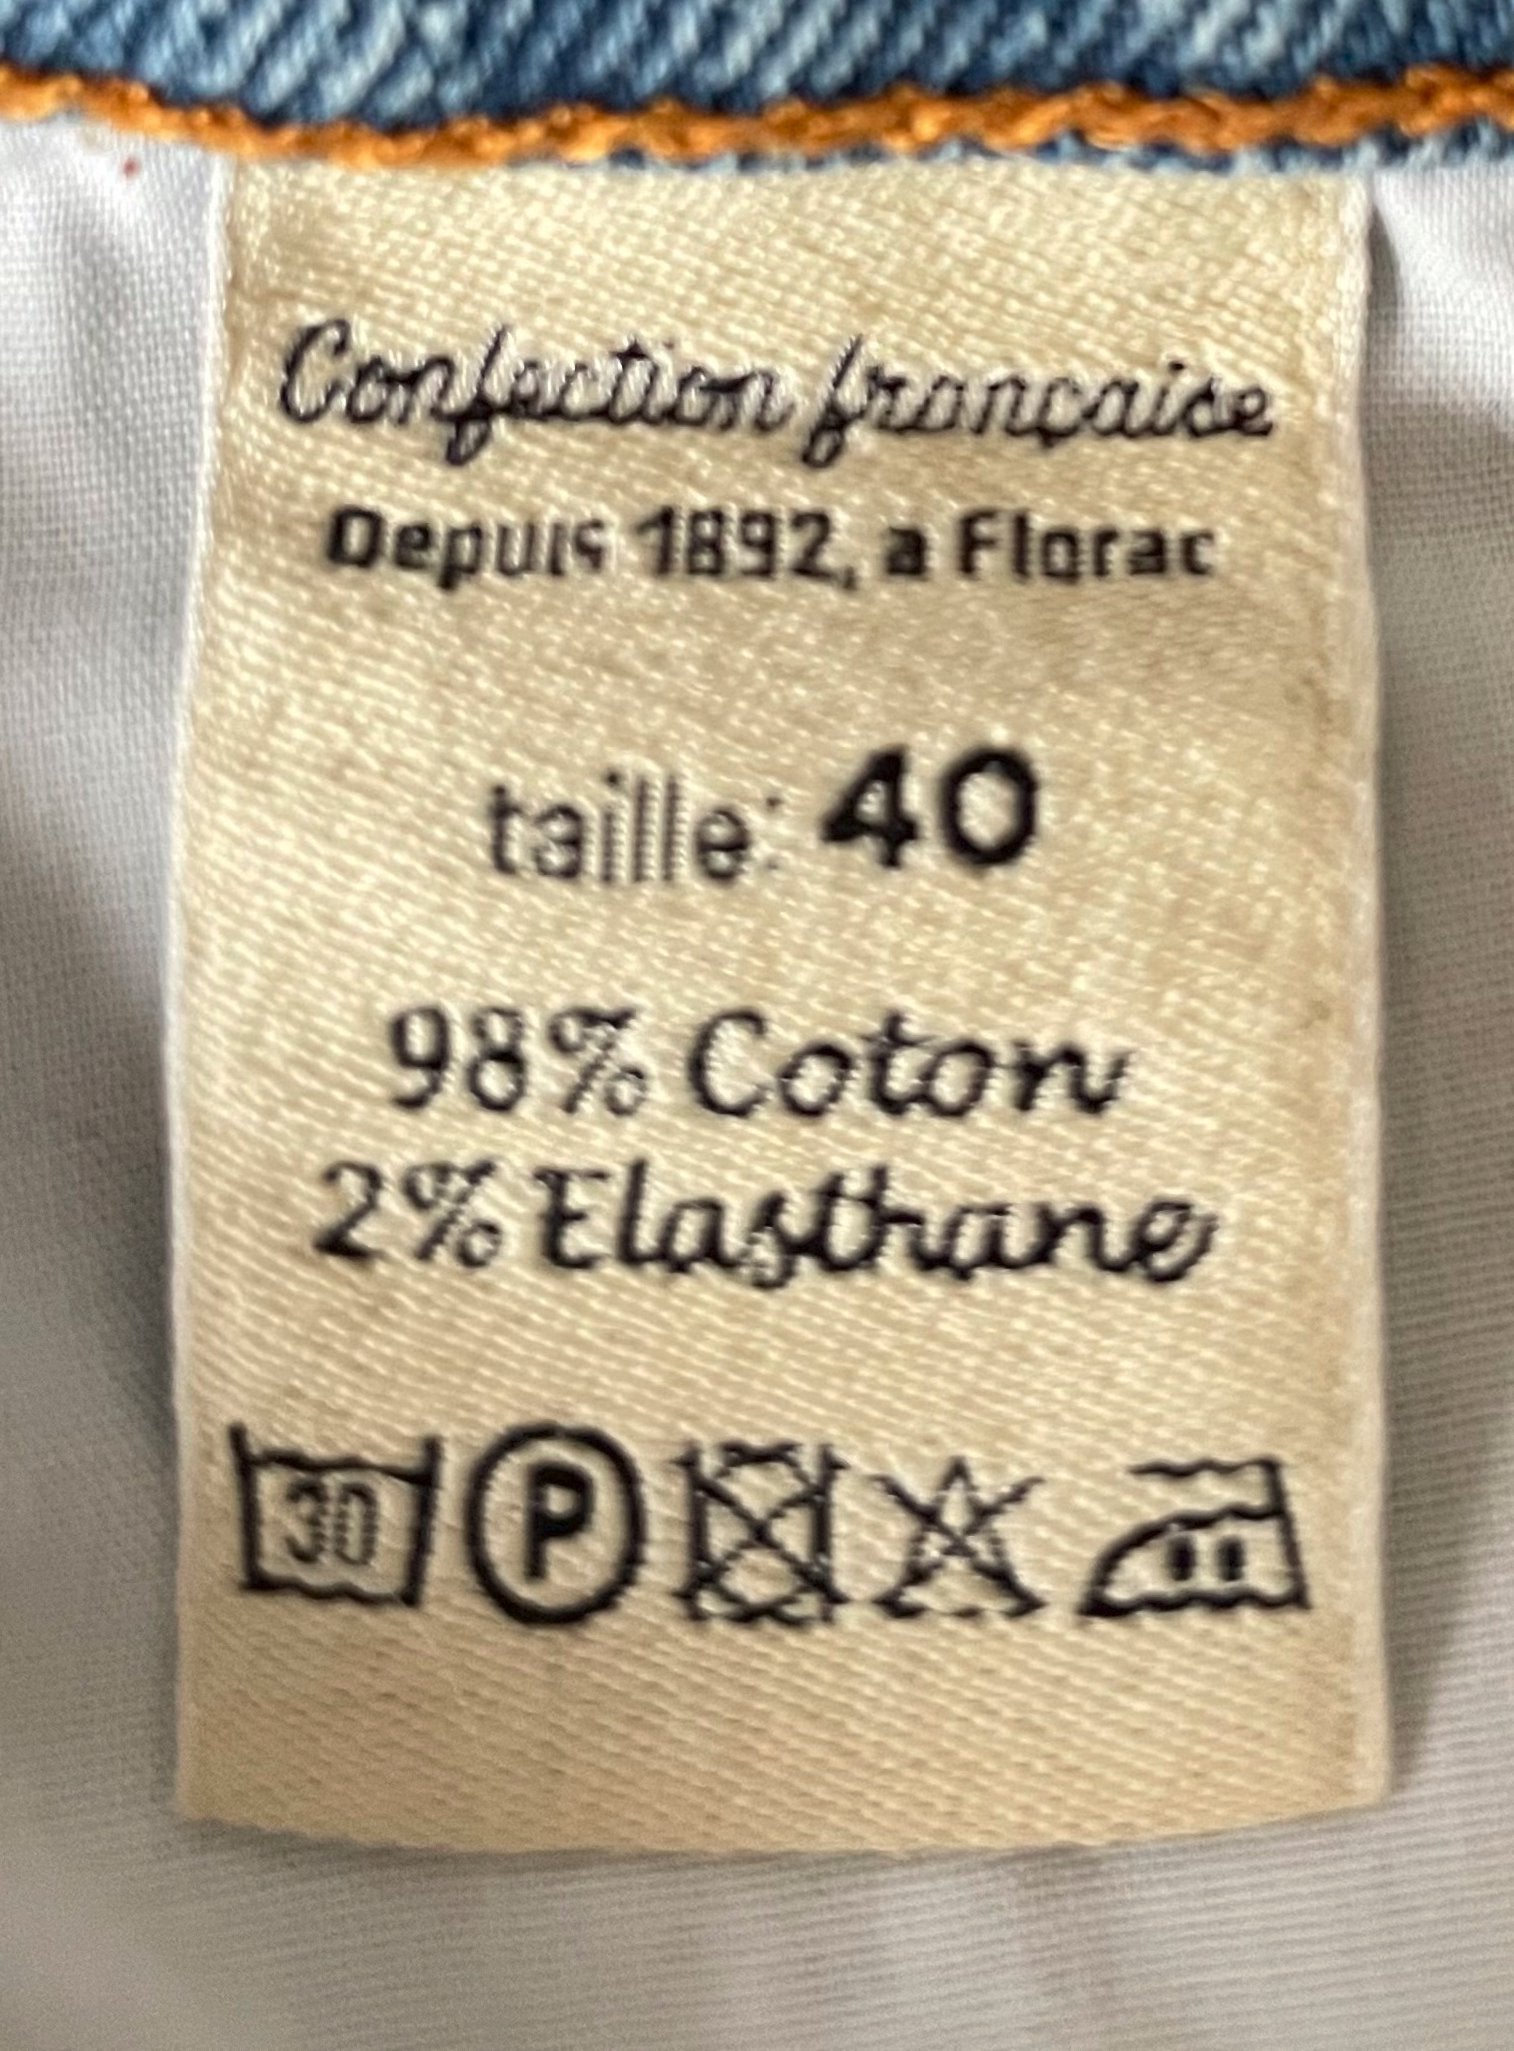 Confection française
Depuis 1892, a Florac
taille: 40
98% Coton
2% Elasthane
30 P